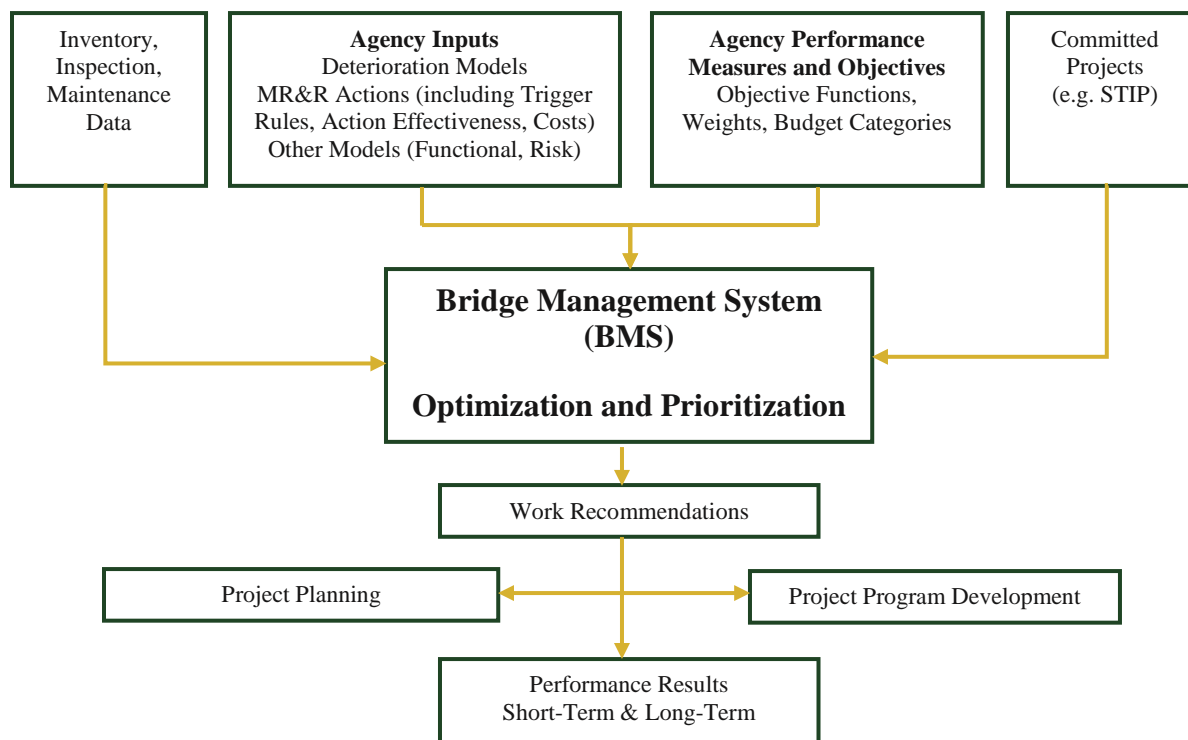 Inventory,
Inspection,
Maintenance
Data
Agency Inputs
Deterioration Models
MR&R Actions (including Trigger
Rules, Action Effectiveness, Costs)
Other Models (Functional, Risk)
Agency Performance
Measures and Objectives
Objective Functions,
Weights, Budget Categories
Committed
Projects
(e.g. STIP)
Bridge Management System
(BMS)
Optimization and Prioritization
Work Recommendations
Project Planning
Project Program Development
Performance Results
Short-Term & Long-Term